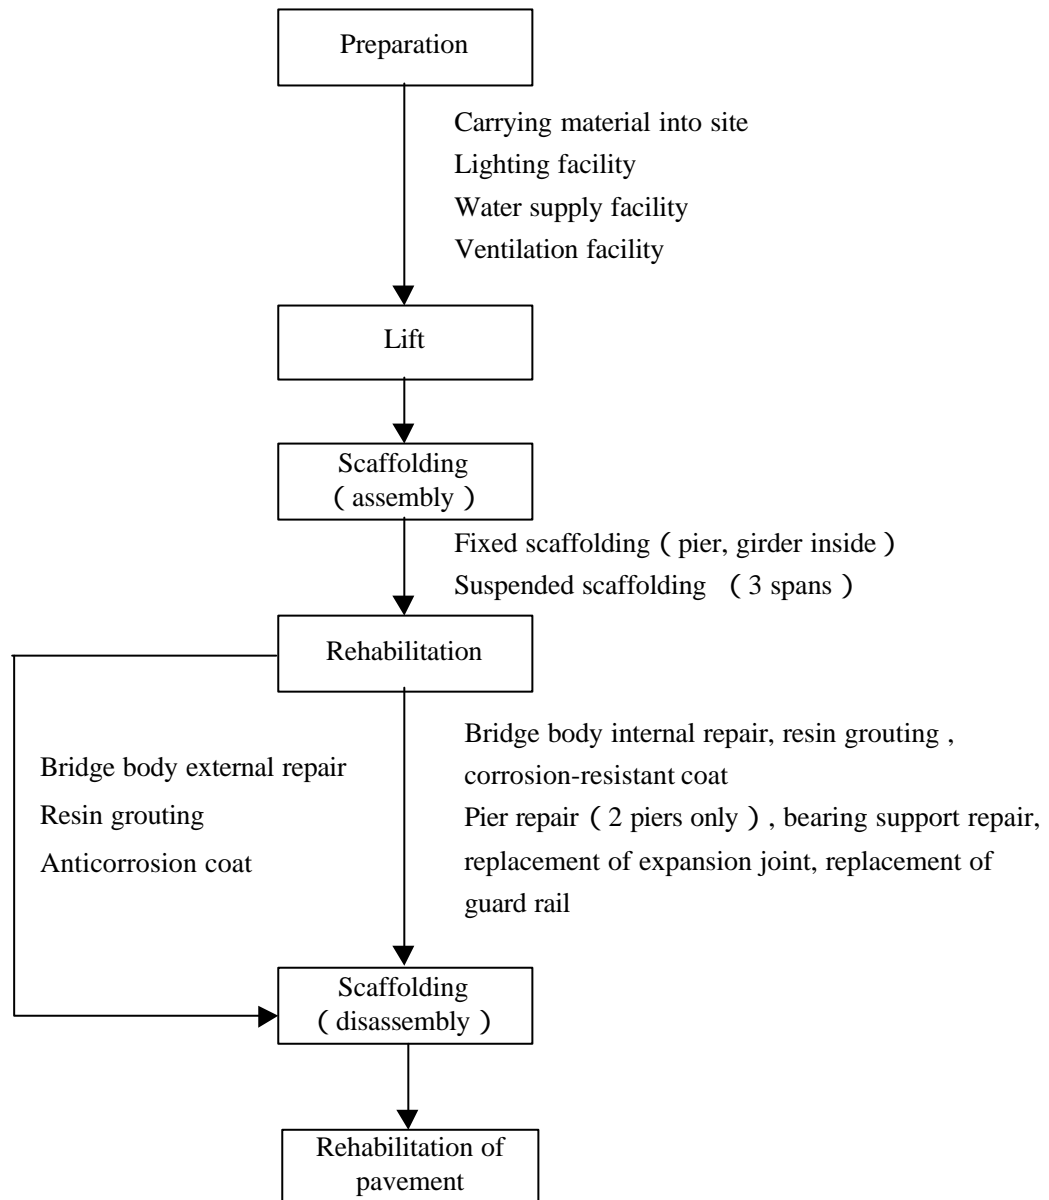 Preparation
Carrying material into site
Lighting facility
Water supply facility
Ventilation facility
Lift
Scaffolding
( assembly )
Fixed scaffolding ( pier, girder inside )
Suspended scaffolding ( 3 spans )
Rehabilitation
Bridge body external repair
Resin grouting
Anticorrosion coat
Bridge body internal repair, resin grouting ,
corrosion-resistant coat
Pier repair ( 2 piers only ) , bearing support repair,
replacement of expansion joint, replacement of
guard rail
Scaffolding
( disassembly )
Rehabilitation of
pavement